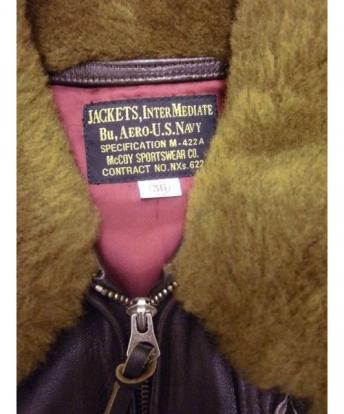 JACKETS, INTERMEDIATE
BU, AERO-U.S. NAVY
SPECIFICATION M-422A
McCOY SPORTSWEAR CO.
CONTRACT NO. NXs. 622
(36)